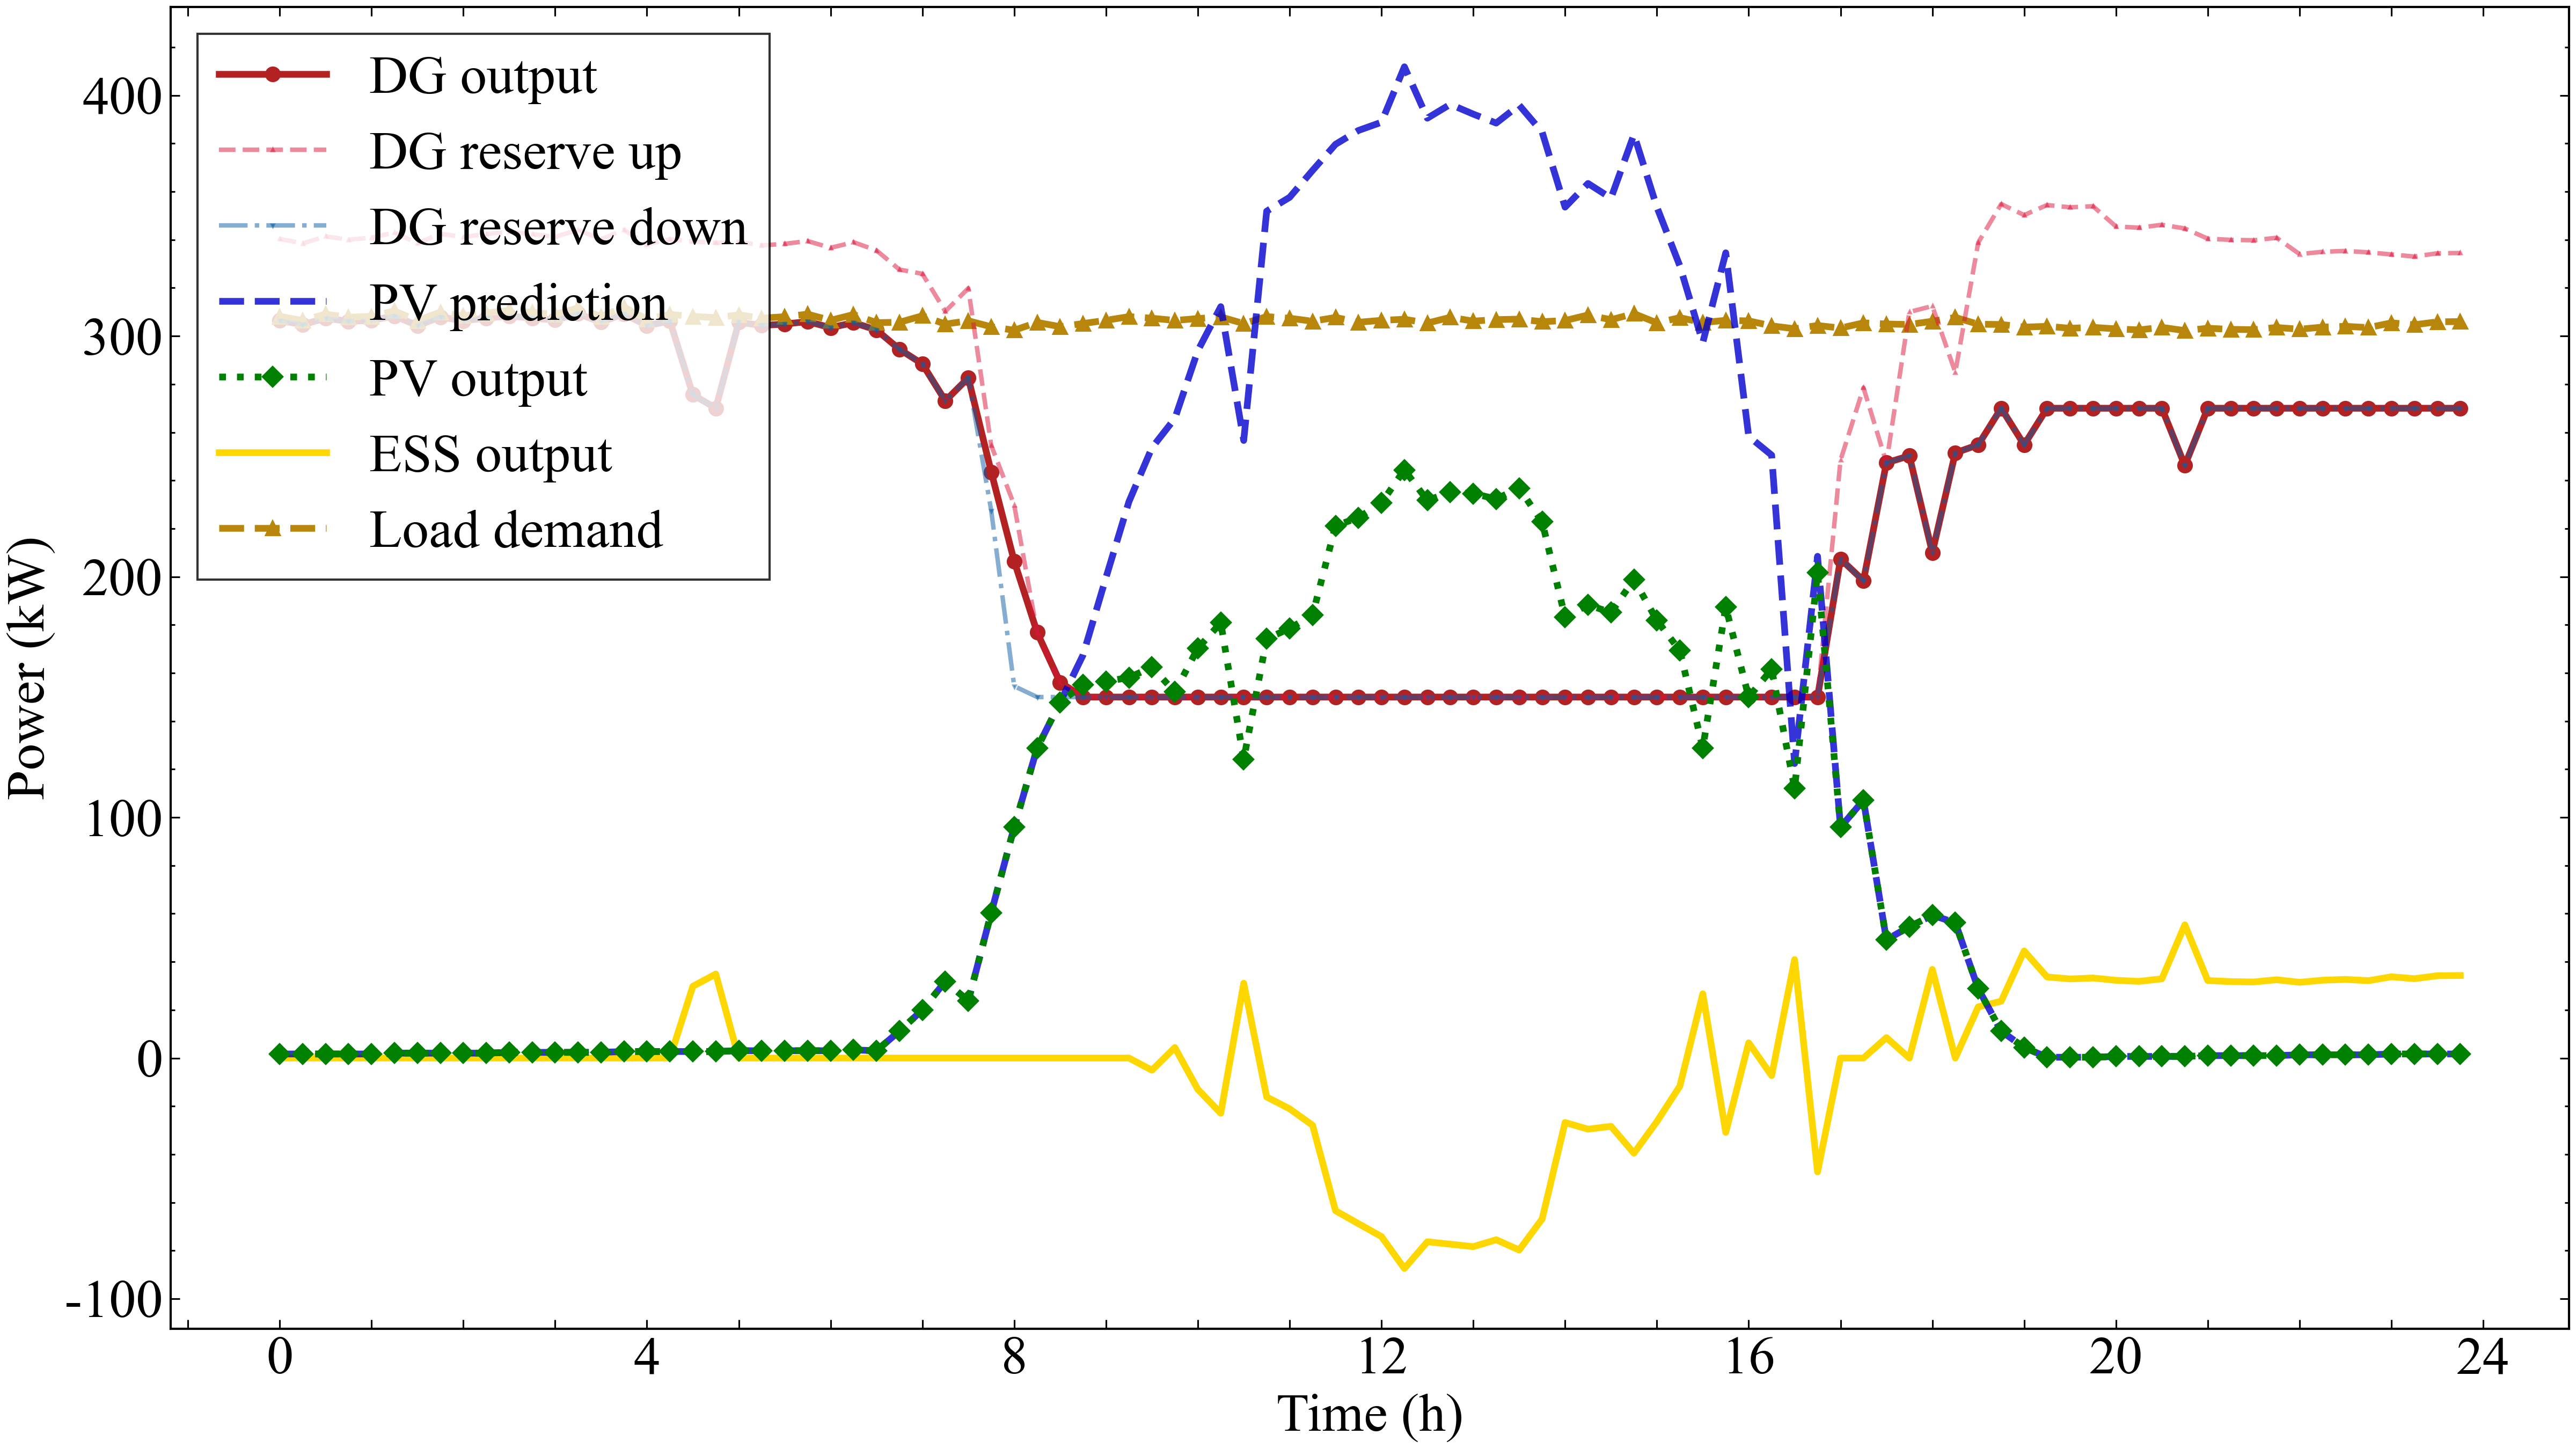 DG output
DG reserve up
DG reserve down
PV prediction
PV output
ESS output
Load demand
400
300
200
100
0
-100
Power (kW)
0 4 8 12 16 20 24
Time (h)